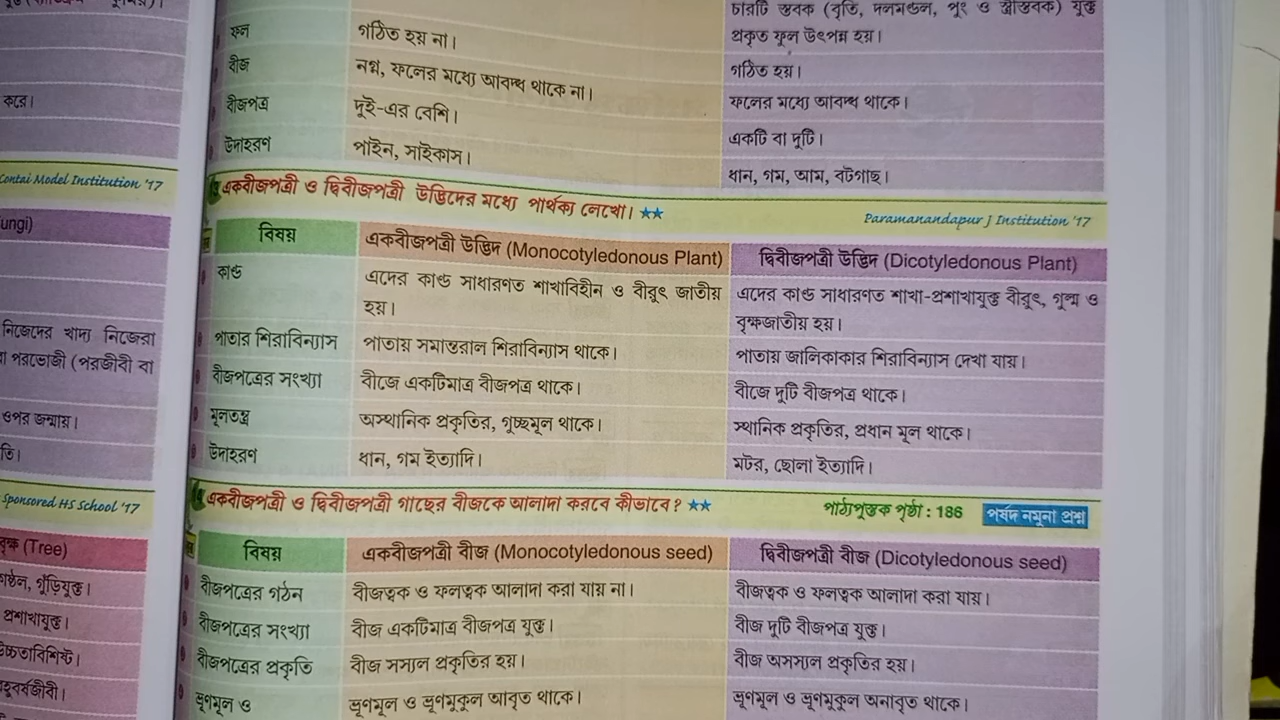 চারটি স্তবক (বৃতি, দলমণ্ডল, পুং ও স্ত্রীস্তবক) যুক্ত
ফল গঠিত হয় না। প্রকৃত ফুল উৎপন্ন হয়।
বীজ নগ্ন, ফলের মধ্যে আবদ্ধ থাকে না। গঠিত হয়।
বীজপত্র দুই-এর বেশি। ফলের মধ্যে আবদ্ধ থাকে।
উদাহরণ পাইন, সাইকাস। একটি বা দুটি।
ধান, গম, আম, বটগাছ।
একবীজপত্রী ও দ্বিবীজপত্রী উদ্ভিদের মধ্যে পার্থক্য লেখো। ★★ Paramanandapur J Institution '17
বিষয় একবীজপত্রী উদ্ভিদ (Monocotyledonous Plant) দ্বিবীজপত্রী উদ্ভিদ (Dicotyledonous Plant)
কাণ্ড এদের কাণ্ড সাধারণত শাখাবিহীন ও বীরুৎ জাতীয় এদের কাণ্ড সাধারণত শাখা-প্রশাখাযুক্ত বীরুৎ, গুল্ম ও
হয়। বৃক্ষজাতীয় হয়।
পাতার শিরাবিন্যাস পাতায় সমান্তরাল শিরাবিন্যাস থাকে। পাতায় জালিকাকার শিরাবিন্যাস দেখা যায়।
বীজপত্রের সংখ্যা বীজে একটিমাত্র বীজপত্র থাকে। বীজে দুটি বীজপত্র থাকে।
মূলতন্ত্র অস্থানিক প্রকৃতির, গুচ্ছমূল থাকে। স্থানিক প্রকৃতির, প্রধান মূল থাকে।
উদাহরণ ধান, গম ইত্যাদি। মটর, ছোলা ইত্যাদি।
একবীজপত্রী ও দ্বিবীজপত্রী গাছের বীজকে আলাদা করবে কীভাবে? ★★ পাঠ্যপুস্তক পৃষ্ঠা : 186 পর্ষদ নমুনা প্রশ্ন
বিষয় একবীজপত্রী বীজ (Monocotyledonous seed) দ্বিবীজপত্রী বীজ (Dicotyledonous seed)
বীজপত্রের গঠন বীজত্বক ও ফলত্বক আলাদা করা যায় না। বীজত্বক ও ফলত্বক আলাদা করা যায়।
বীজপত্রের সংখ্যা বীজ একটিমাত্র বীজপত্র যুক্ত। বীজ দুটি বীজপত্র যুক্ত।
বীজপত্রের প্রকৃতি বীজ সস্যল প্রকৃতির হয়। বীজ অসস্যল প্রকৃতির হয়।
ভ্রূণমূল ও ভ্রূণমূল ও ভ্রূণমুকুল আবৃত থাকে। ভ্রূণমূল ও ভ্রূণমুকুল অনাবৃত থাকে।
করে।
Contai Model Institution '17
নিজেদের খাদ্য নিজেরা
পরভোজী (পরজীবী বা
ওপর জন্মায়।
Sponsored HS School '17
(Tree)
গুঁড়িযুক্ত।